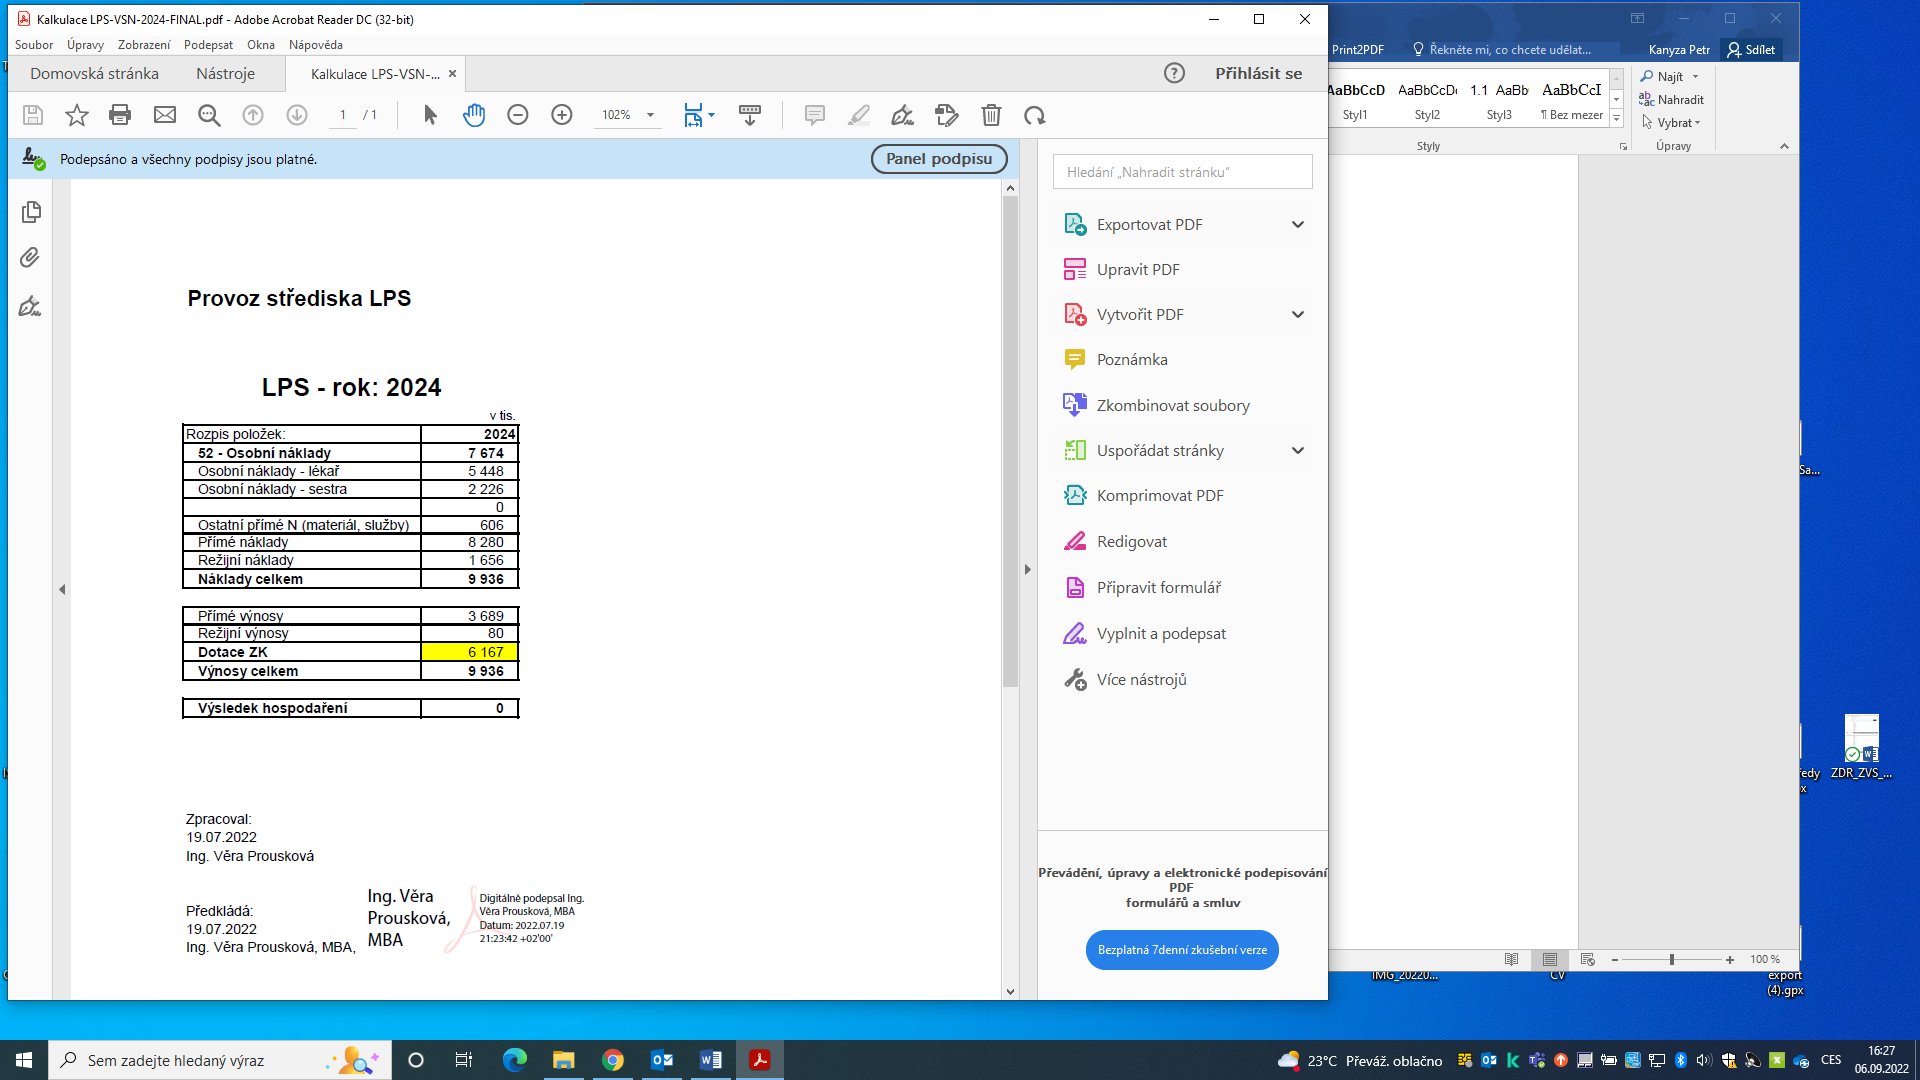 Kalkulace LPS-VSN-2024-FINAL.pdf - Adobe Acrobat Reader DC (32-bit)
Soubor Úpravy Zobrazení Podepsat Okna Nápověda
Domovská stránka Nástroje Kalkulace LPS-VSN-... × Přihlásit se
1 / 1 102%
Podepsáno a všechny podpisy jsou platné. Panel podpisu
Provoz střediska LPS
LPS - rok: 2024
v tis.
Rozpis položek: 2024
52 - Osobní náklady 7 674
Osobní náklady - lékař 5 448
Osobní náklady - sestra 2 226
0
Ostatní přímé N (materiál, služby) 606
Přímé náklady 8 280
Režijní náklady 1 656
Náklady celkem 9 936
Přímé výnosy 3 689
Režijní výnosy 80
Dotace ZK 6 167
Výnosy celkem 9 936
Výsledek hospodaření 0
Zpracoval:
19.07.2022
Ing. Věra Prousková
Předkládá:
19.07.2022
Ing. Věra Prousková, MBA,
Ing. Věra
Prousková,
MBA
Digitálně podepsal Ing.
Věra Prousková, MBA
Datum: 2022.07.19
21:23:42 +02'00'
Hledání „Nahradit stránku“
Exportovat PDF
Upravit PDF
Vytvořit PDF
Poznámka
Zkombinovat soubory
Uspořádat stránky
Komprimovat PDF
Redigovat
Připravit formulář
Vyplnit a podepsat
Více nástrojů
Převádění, úpravy a elektronické podepisování
PDF
formulářů a smluv
Bezplatná 7denní zkušební verze
Print2PDF Řekněte mi, co chcete udělat... Kanyza Petr Sdílet
AaBbCcD AaBbCcDc 1.1 AaBb AaBbCcI
Styl1 Styl2 Styl3 ¶ Bez mezer
Styly
Najít
Nahradit
Vybrat
Úpravy
100 %
Sa...
ředy
ZDR_ZVS_...
IMG_20220...
CV
export
(4).gpx
Sem zadejte hledaný výraz
23°C Převáž. oblačno
CES
16:27
06.09.2022